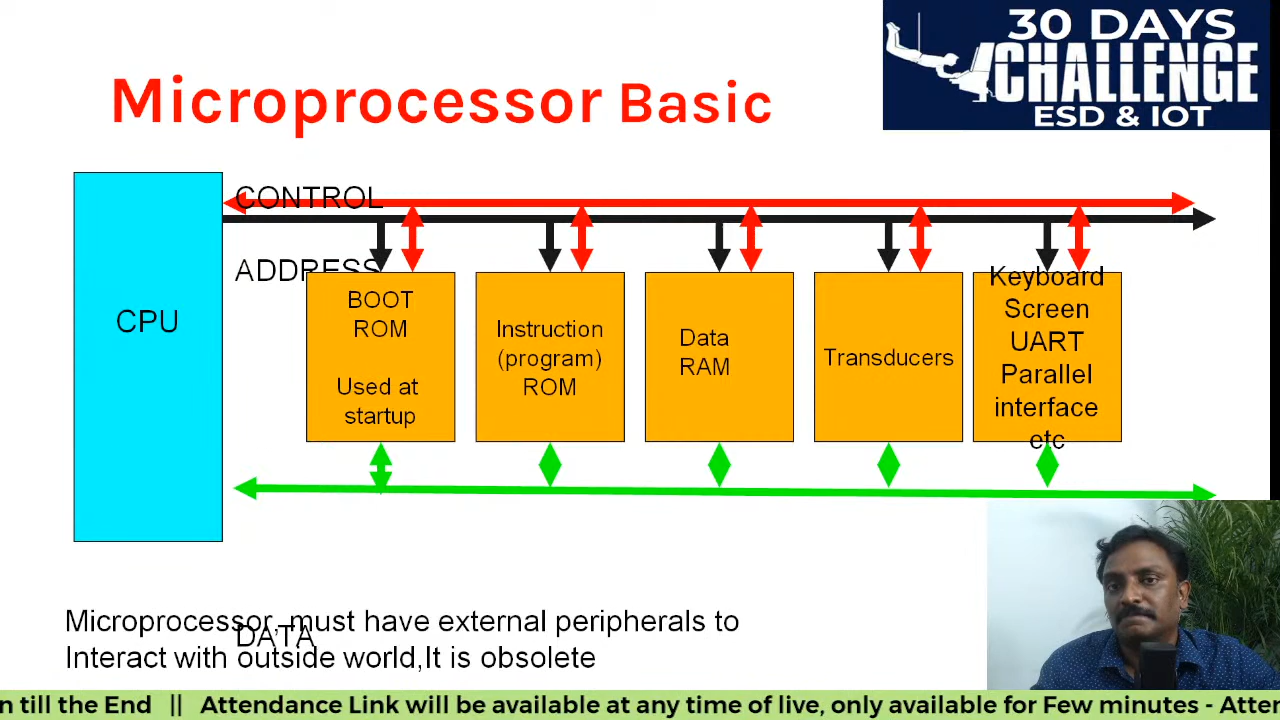 30 DAYS
CHALLENGE
ESD & IOT
Microprocessor Basic
CONTROL
ADDRESS
CPU
BOOT
ROM
Used at
startup
Instruction
(program)
ROM
Data
RAM
Transducers
Keyboard
Screen
UART
Parallel
interface
etc
DATA
Microprocessor, must have external peripherals to
Interact with outside world,It is obsolete
n till the End || Attendance Link will be available at any time of live, only available for Few minutes - Atter